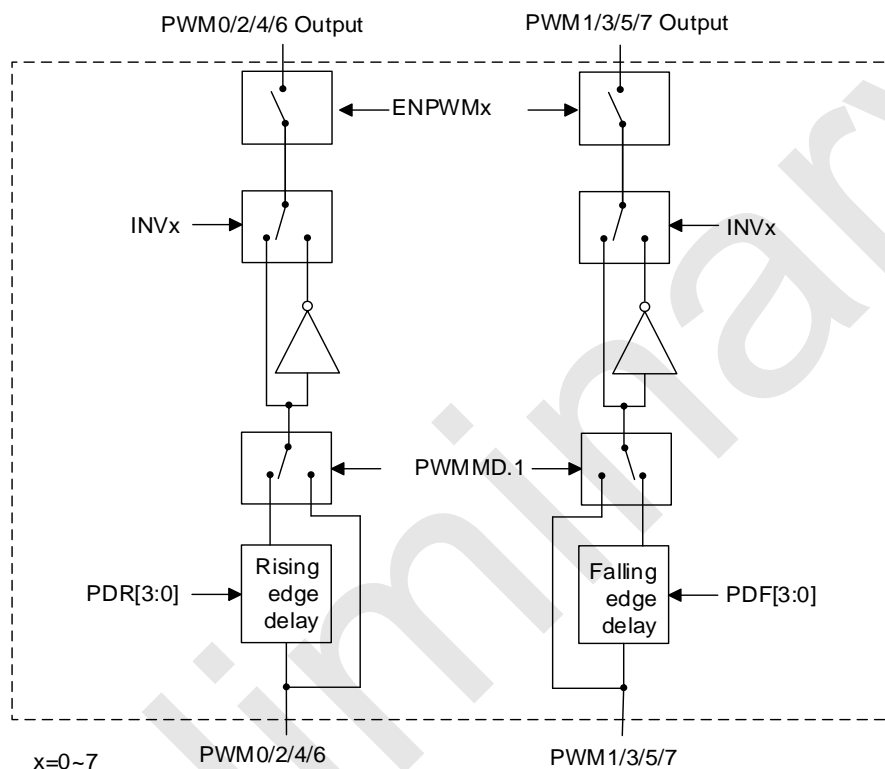 PWM0/2/4/6 Output
PWM1/3/5/7 Output
ENPWMx
INVx
INVx
PWMMD.1
PDR[3:0]
Rising
edge
delay
Falling
edge
delay
PDF[3:0]
PWM0/2/4/6
PWM1/3/5/7
x=0~7
liminary